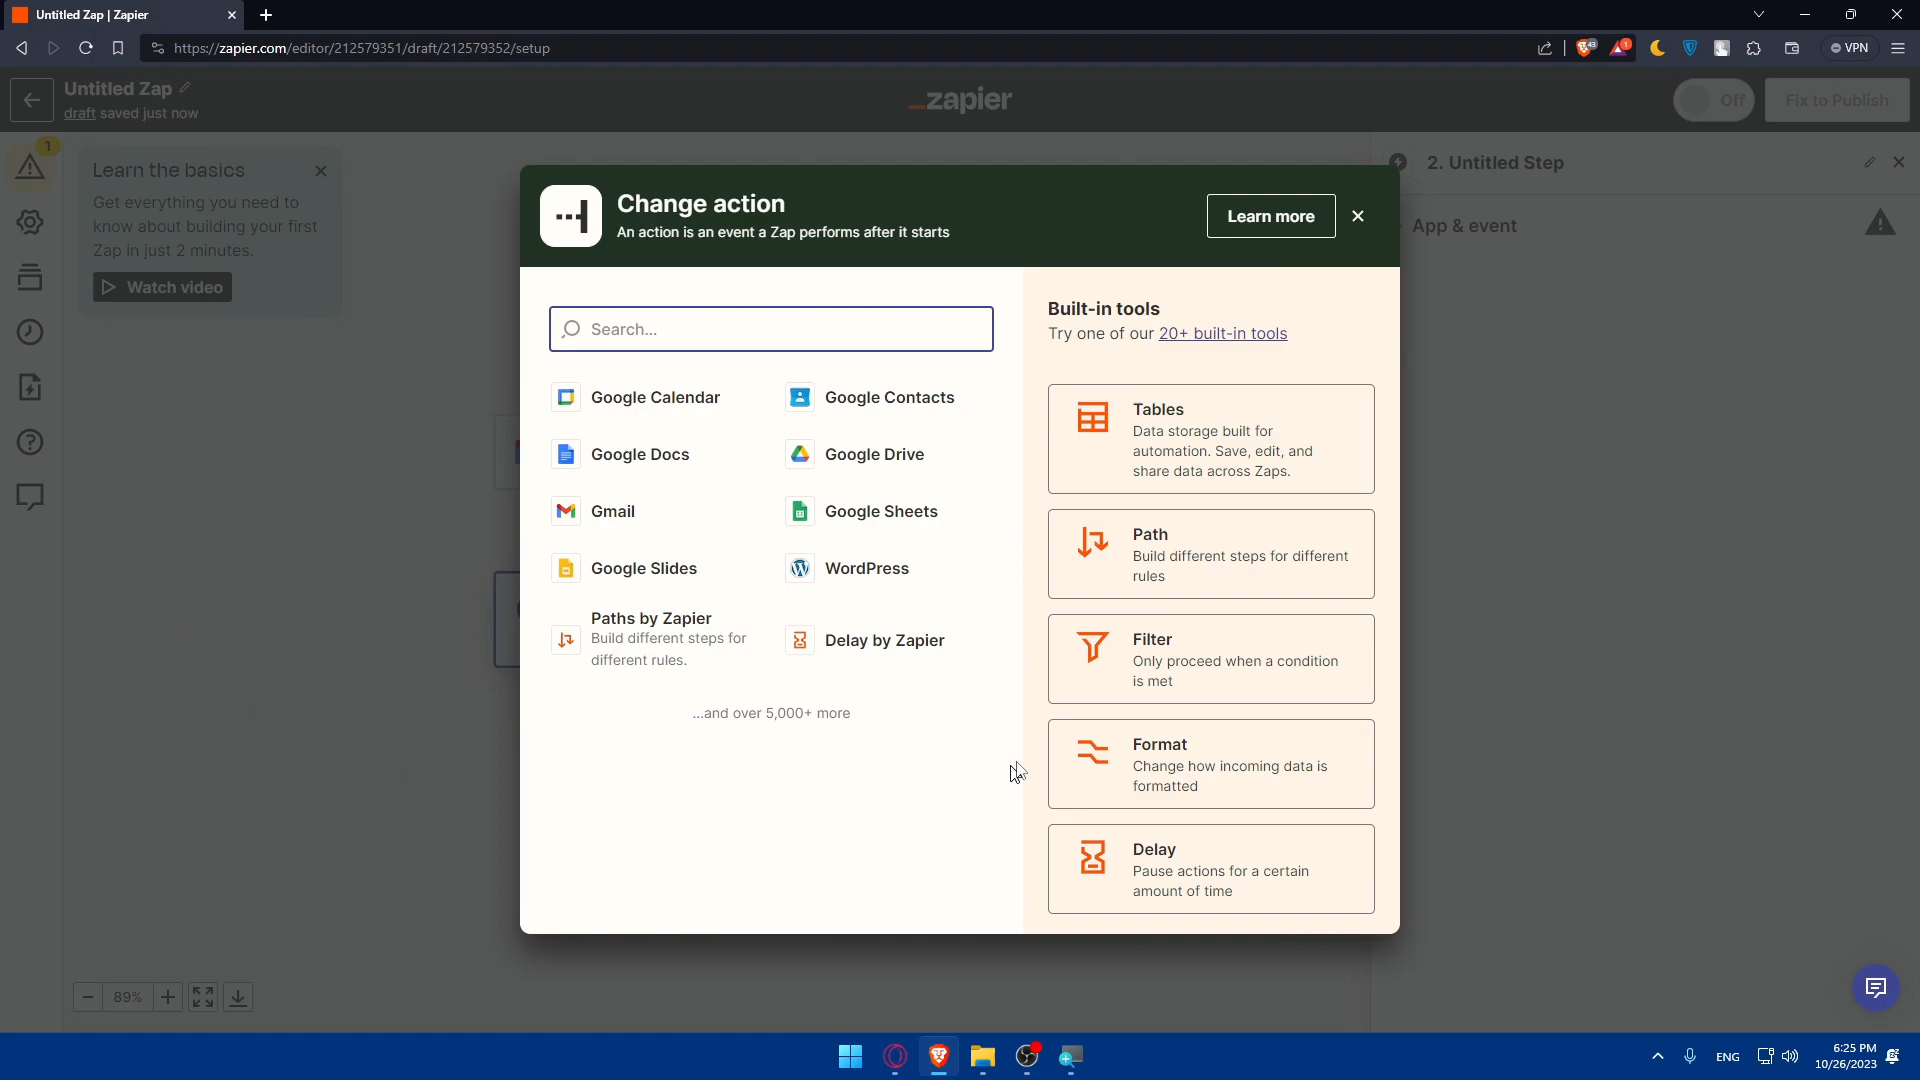 Untitled Zap | Zapier
https://zapier.com/editor/212579351/draft/212579352/setup
43
1
VPN
Untitled Zap
draft saved just now
zapier
Off
Fix to Publish
1
Learn the basics
Get everything you need to
know about building your first
Zap in just 2 minutes.
Watch video
2. Untitled Step
App & event
Change action
An action is an event a Zap performs after it starts
Learn more
Search...
Google Calendar
Google Contacts
Google Docs
Google Drive
Gmail
Google Sheets
Google Slides
WordPress
Paths by Zapier
Build different steps for
different rules.
Delay by Zapier
...and over 5,000+ more
Built-in tools
Try one of our 20+ built-in tools
Tables
Data storage built for
automation. Save, edit, and
share data across Zaps.
Path
Build different steps for different
rules
Filter
Only proceed when a condition
is met
Format
Change how incoming data is
formatted
Delay
Pause actions for a certain
amount of time
89%
ENG
6:25 PM
10/26/2023